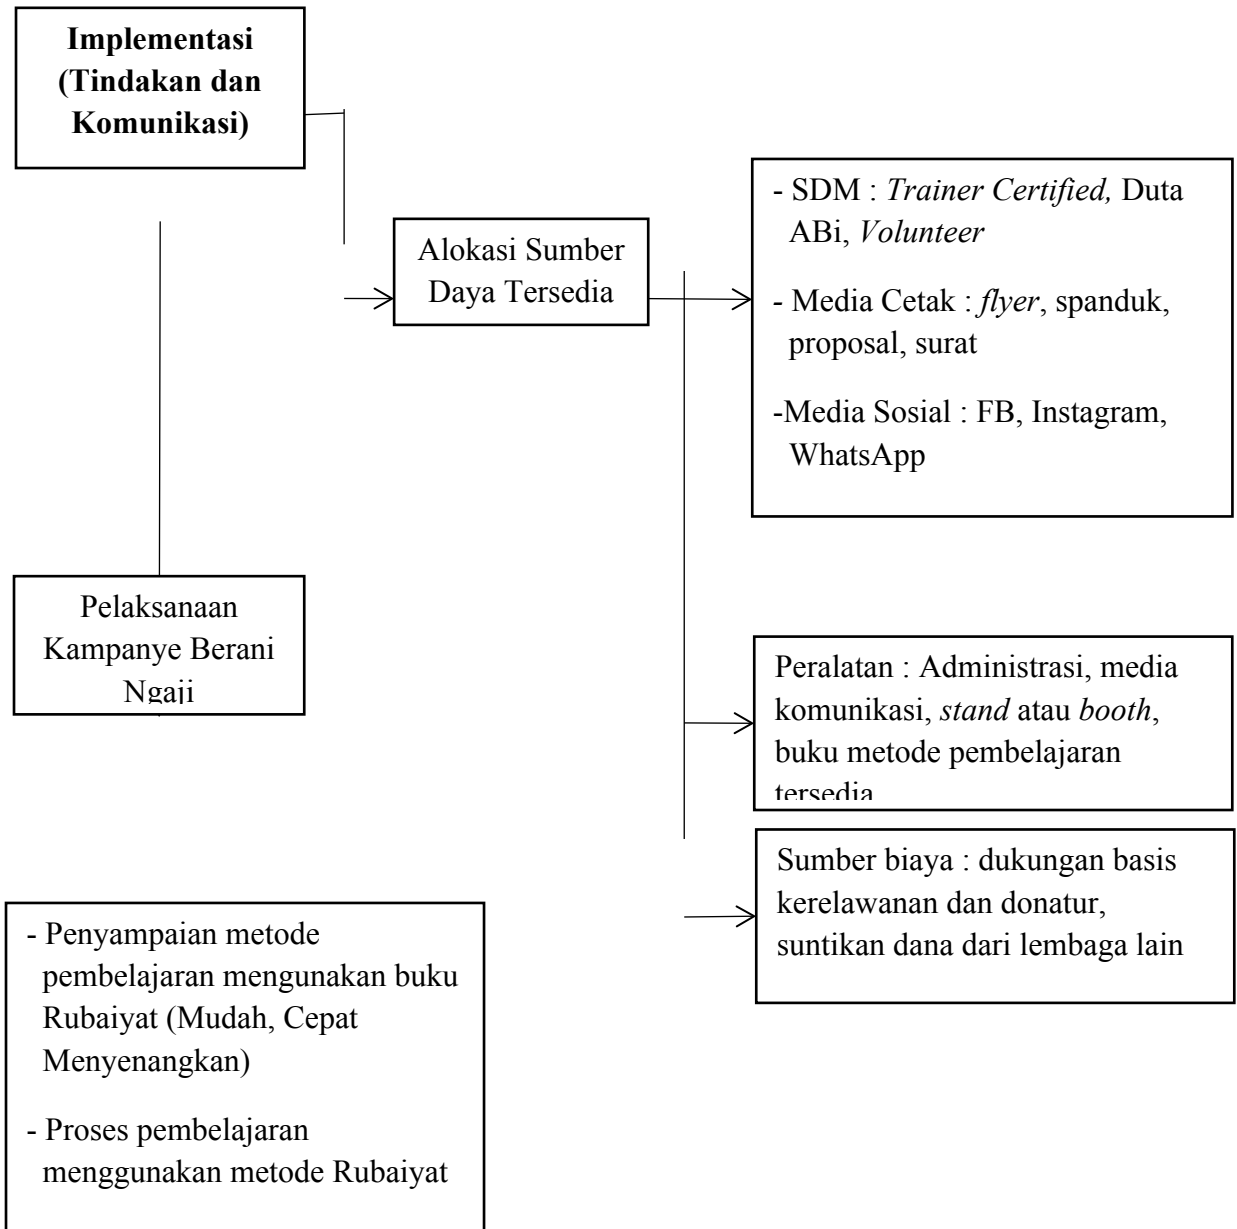 Implementasi
(Tindakan dan
Komunikasi)
Alokasi Sumber
Daya Tersedia
- SDM : Trainer Certified, Duta
ABi, Volunteer
- Media Cetak : flyer, spanduk,
proposal, surat
-Media Sosial : FB, Instagram,
WhatsApp
Pelaksanaan
Kampanye Berani
Ngaji
Peralatan : Administrasi, media
komunikasi, stand atau booth,
buku metode pembelajaran
tersedia
Sumber biaya : dukungan basis
kerelawanan dan donatur,
suntikan dana dari lembaga lain
- Penyampaian metode
pembelajaran mengunakan buku
Rubaiyat (Mudah, Cepat
Menyenangkan)
- Proses pembelajaran
menggunakan metode Rubaiyat